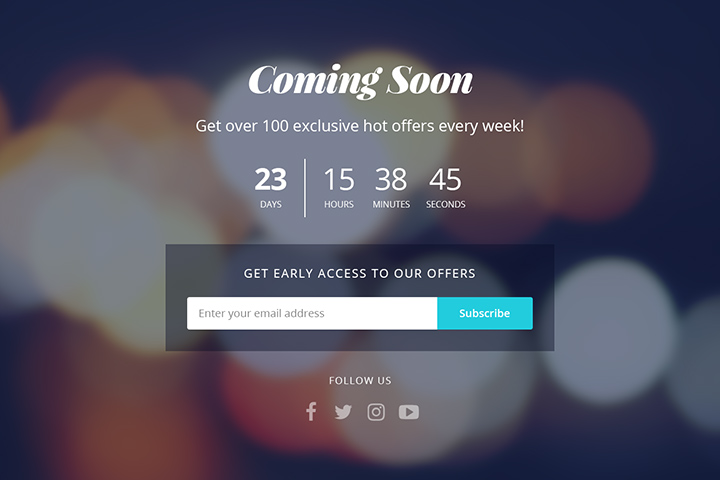 Coming Soon
Get over 100 exclusive hot offers every week!
23 15 38 45
DAYS HOURS MINUTES SECONDS
GET EARLY ACCESS TO OUR OFFERS
Enter your email address Subscribe
FOLLOW US